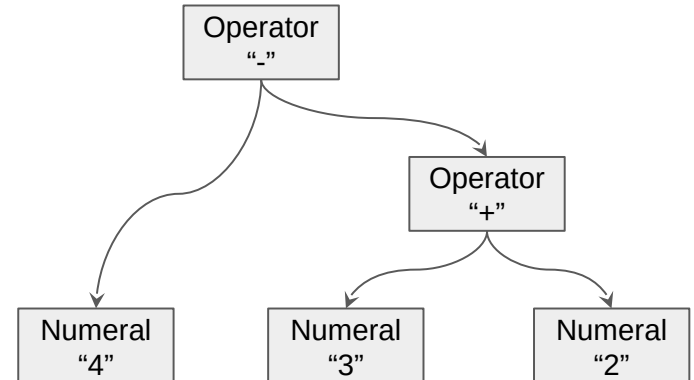 Operator
“-”
Operator
“+”
Numeral
“4”
Numeral
“3”
Numeral
“2”